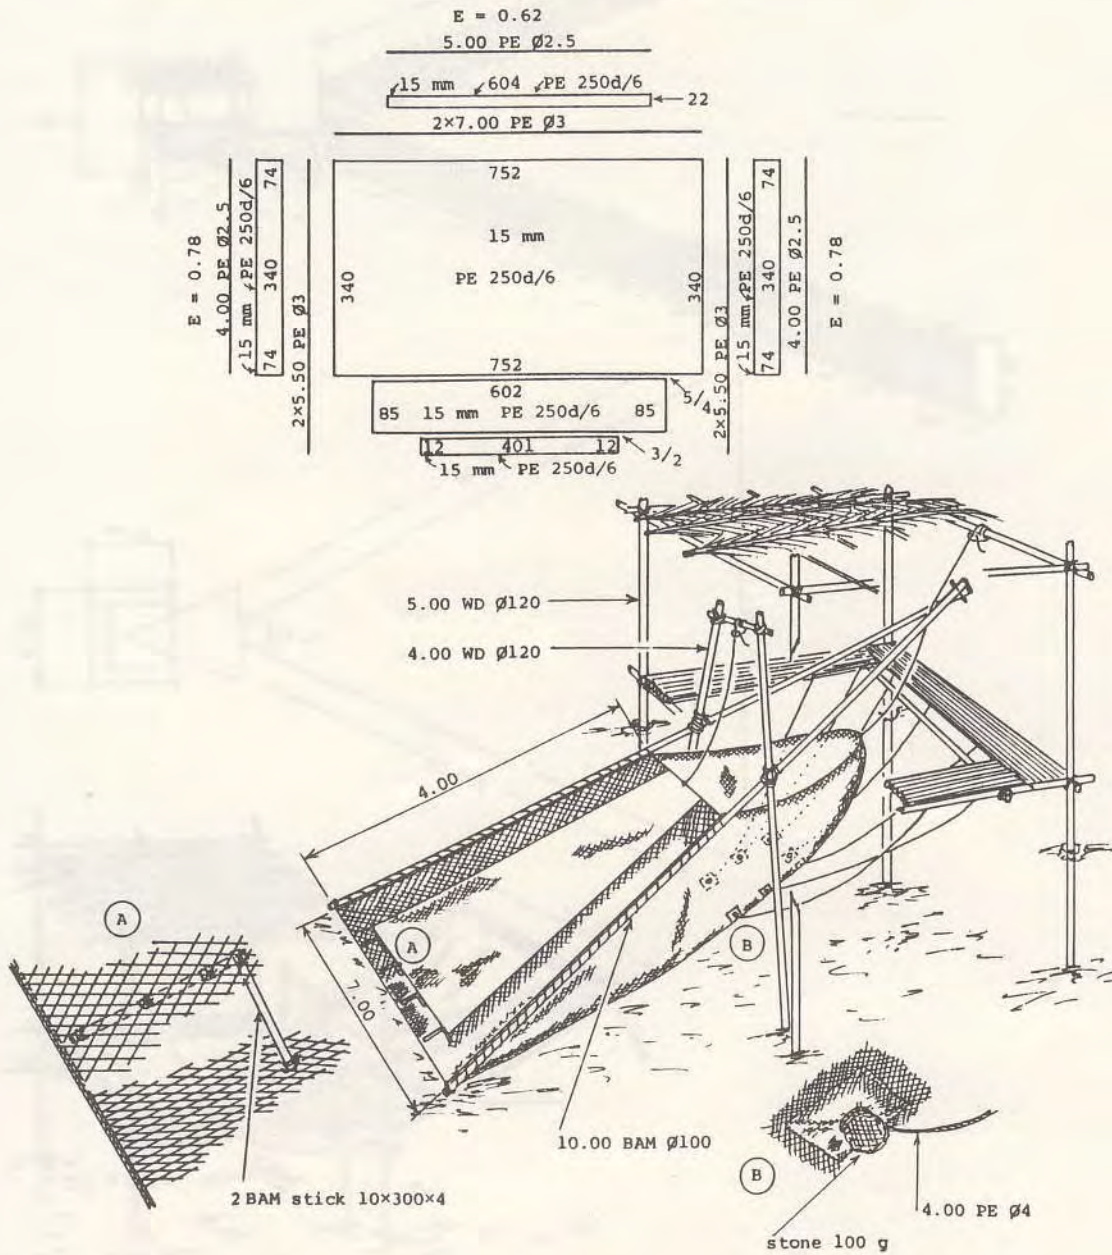 E = 0.62
5.00 PE Ø2.5
15 mm 604 PE 250d/6
22
2×7.00 PE Ø3
752
15 mm
PE 250d/6
340
340
752
E = 0.78
4.00 PE Ø2.5
15 mm PE 250d/6
74 340 74
2×5.50 PE Ø3
2×5.50 PE Ø3
15 mm PE 250d/6
74 340 74
4.00 PE Ø2.5
E = 0.78
602
5/4
85 15 mm PE 250d/6 85
12 401 12
3/2
15 mm PE 250d/6
5.00 WD Ø120
4.00 WD Ø120
4.00
A
A
B
7.00
10.00 BAM Ø100
2 BAM stick 10×300×4
B
4.00 PE Ø4
stone 100 g